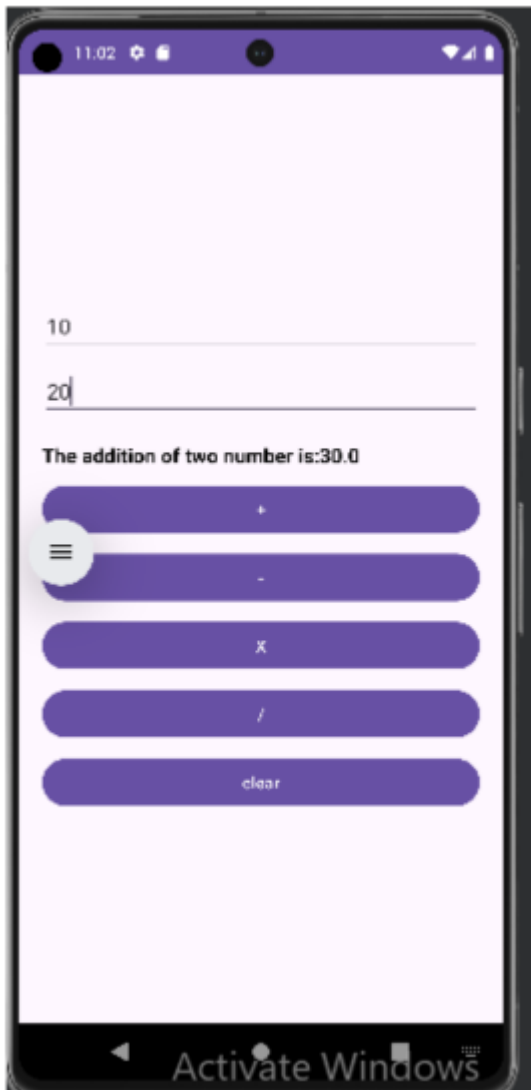 11.02
10
20
The addition of two number is:30.0
+
-
X
/
clear
Activate Windows